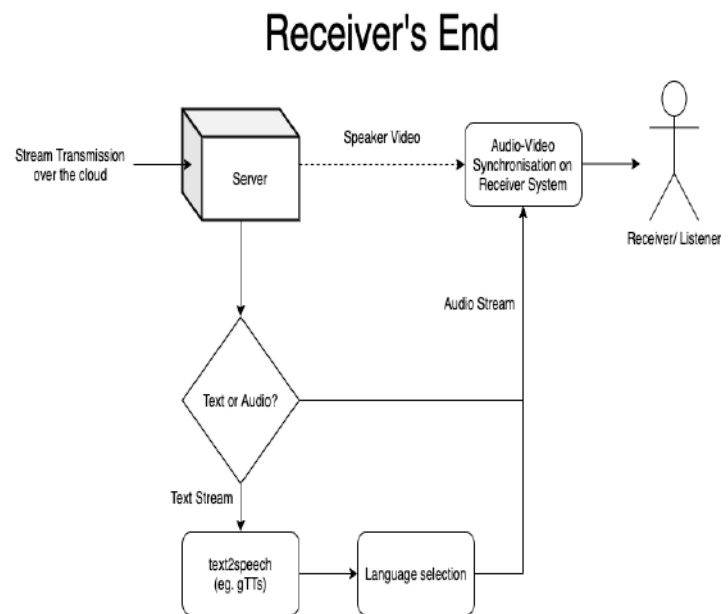 Receiver's End
Stream Transmission
over the cloud
Server
Speaker Video
Audio-Video
Synchronisation on
Receiver System
Receiver/ Listener
Audio Stream
Text or Audio?
Text Stream
text2speech
(eg. gTTs)
Language selection